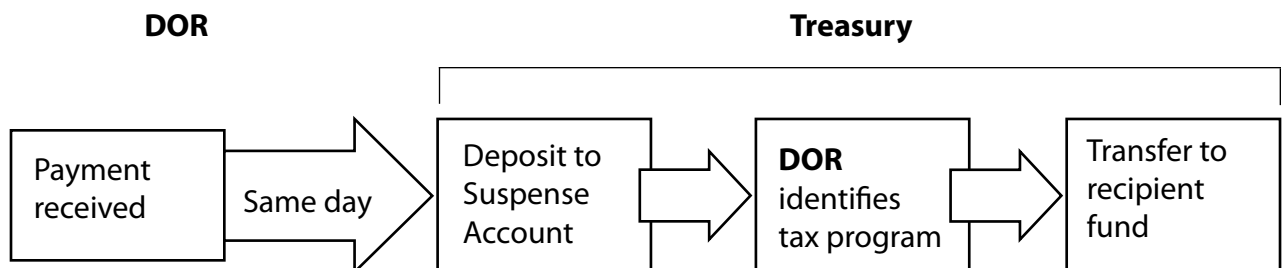 DOR
Treasury
Payment
received
Same day
Deposit to
Suspense
Account
DOR
identifies
tax program
Transfer to
recipient
fund